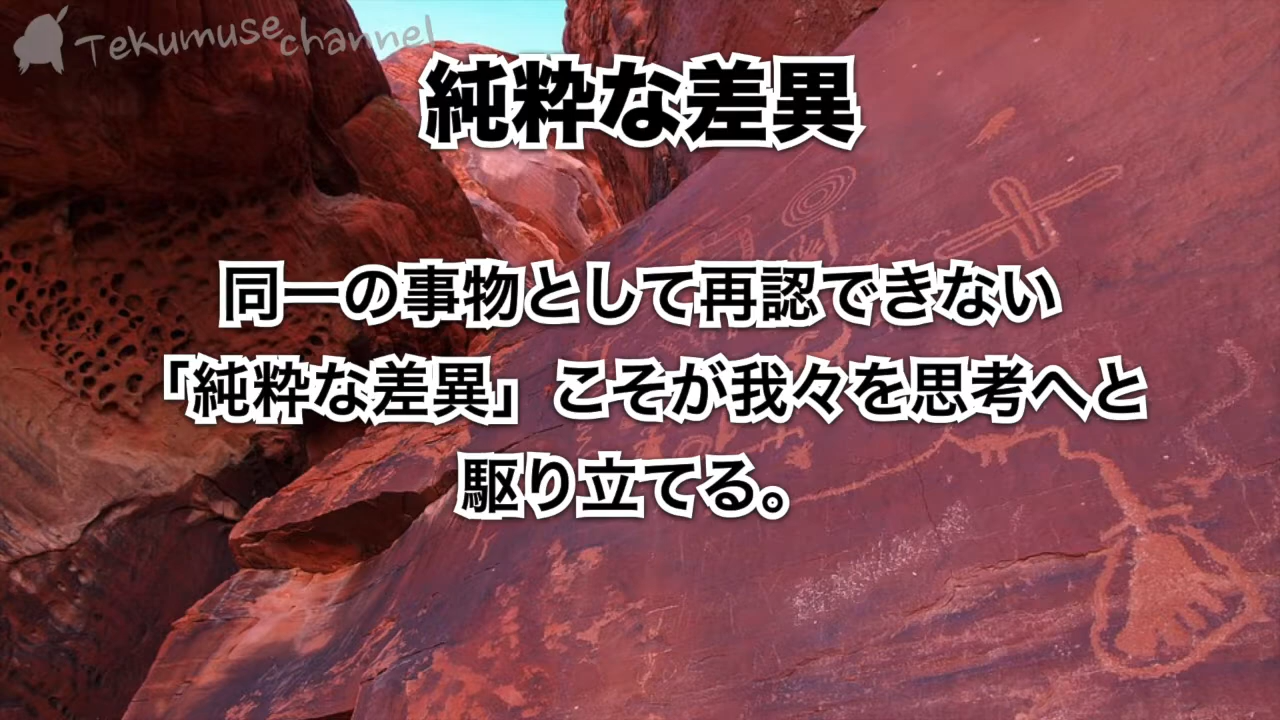 Tekumuse channel
純粋な差異
同一の事物として再認できない
「純粋な差異」こそが我々を思考へと
駆り立てる。